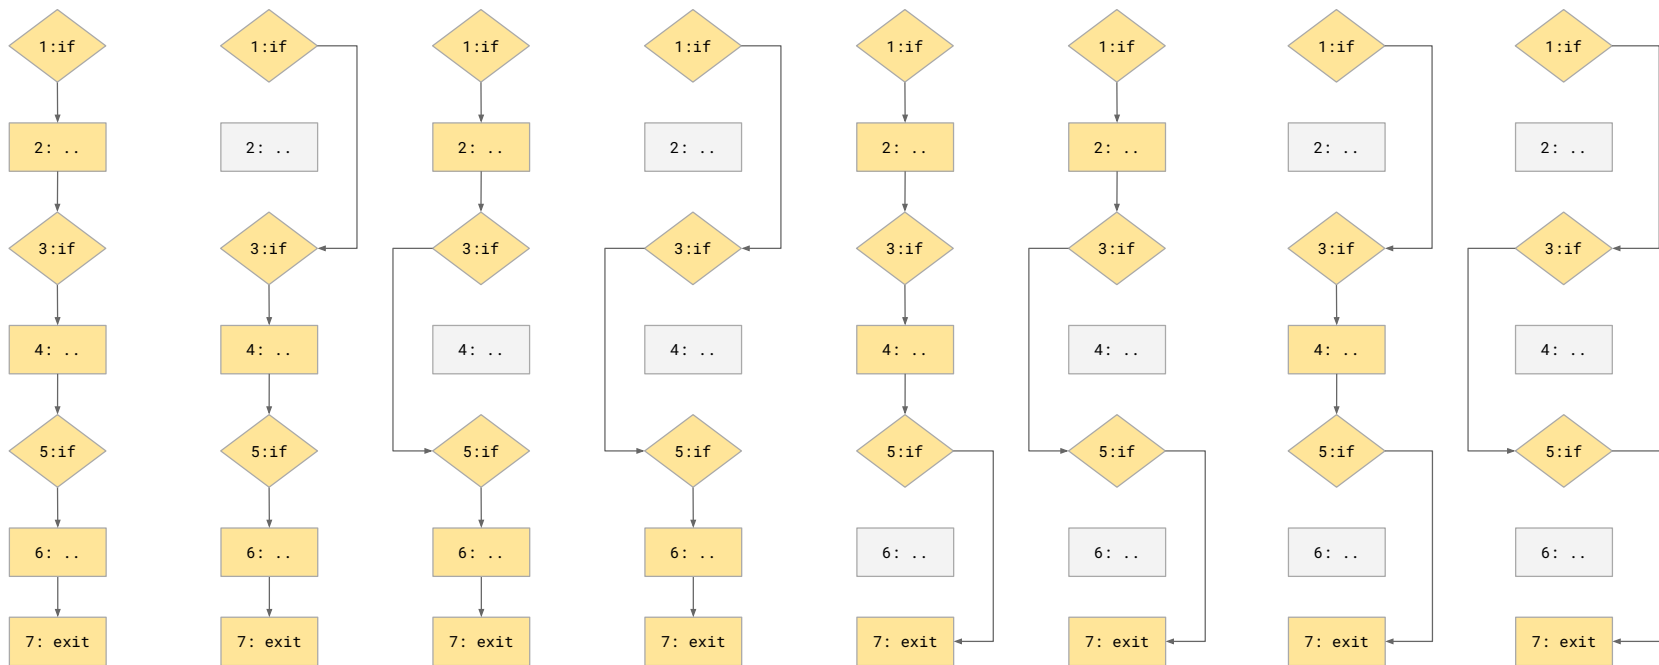 1:if 1:if 1:if 1:if 1:if 1:if 1:if 1:if
2: .. 2: .. 2: .. 2: .. 2: .. 2: .. 2: .. 2: ..
3:if 3:if 3:if 3:if 3:if 3:if 3:if 3:if
4: .. 4: .. 4: .. 4: .. 4: .. 4: .. 4: .. 4: ..
5:if 5:if 5:if 5:if 5:if 5:if 5:if 5:if
6: .. 6: .. 6: .. 6: .. 6: .. 6: .. 6: .. 6: ..
7: exit 7: exit 7: exit 7: exit 7: exit 7: exit 7: exit 7: exit